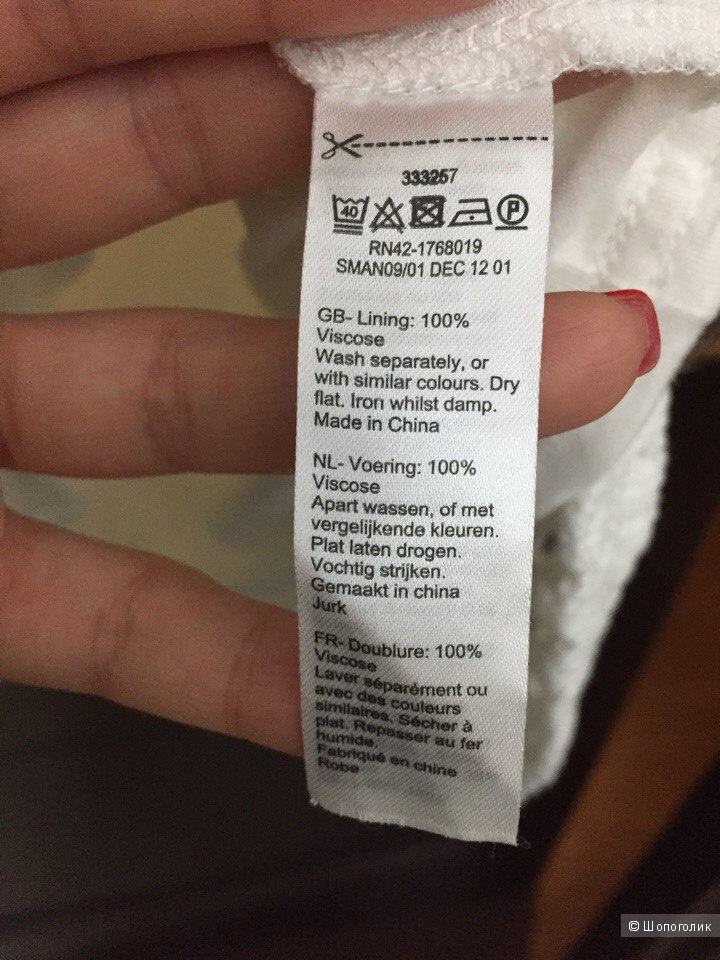 333257
40 P
RN42-1768019
SMAN09/01 DEC 12 01
GB- Lining: 100%
Viscose
Wash separately, or
with similar colours. Dry
flat. Iron whilst damp.
Made in China
NL- Voering: 100%
Viscose
Apart wassen, of met
vergelijkende kleuren.
Plat laten drogen.
Vochtig strijken.
Gemaakt in china
Jurk
FR- Doublure: 100%
Viscose
Laver séparément ou
avec des couleurs
similaires. Sécher à
plat. Repasser au fer
humide.
Fabriqué en chine
Robe
© Шопоголик